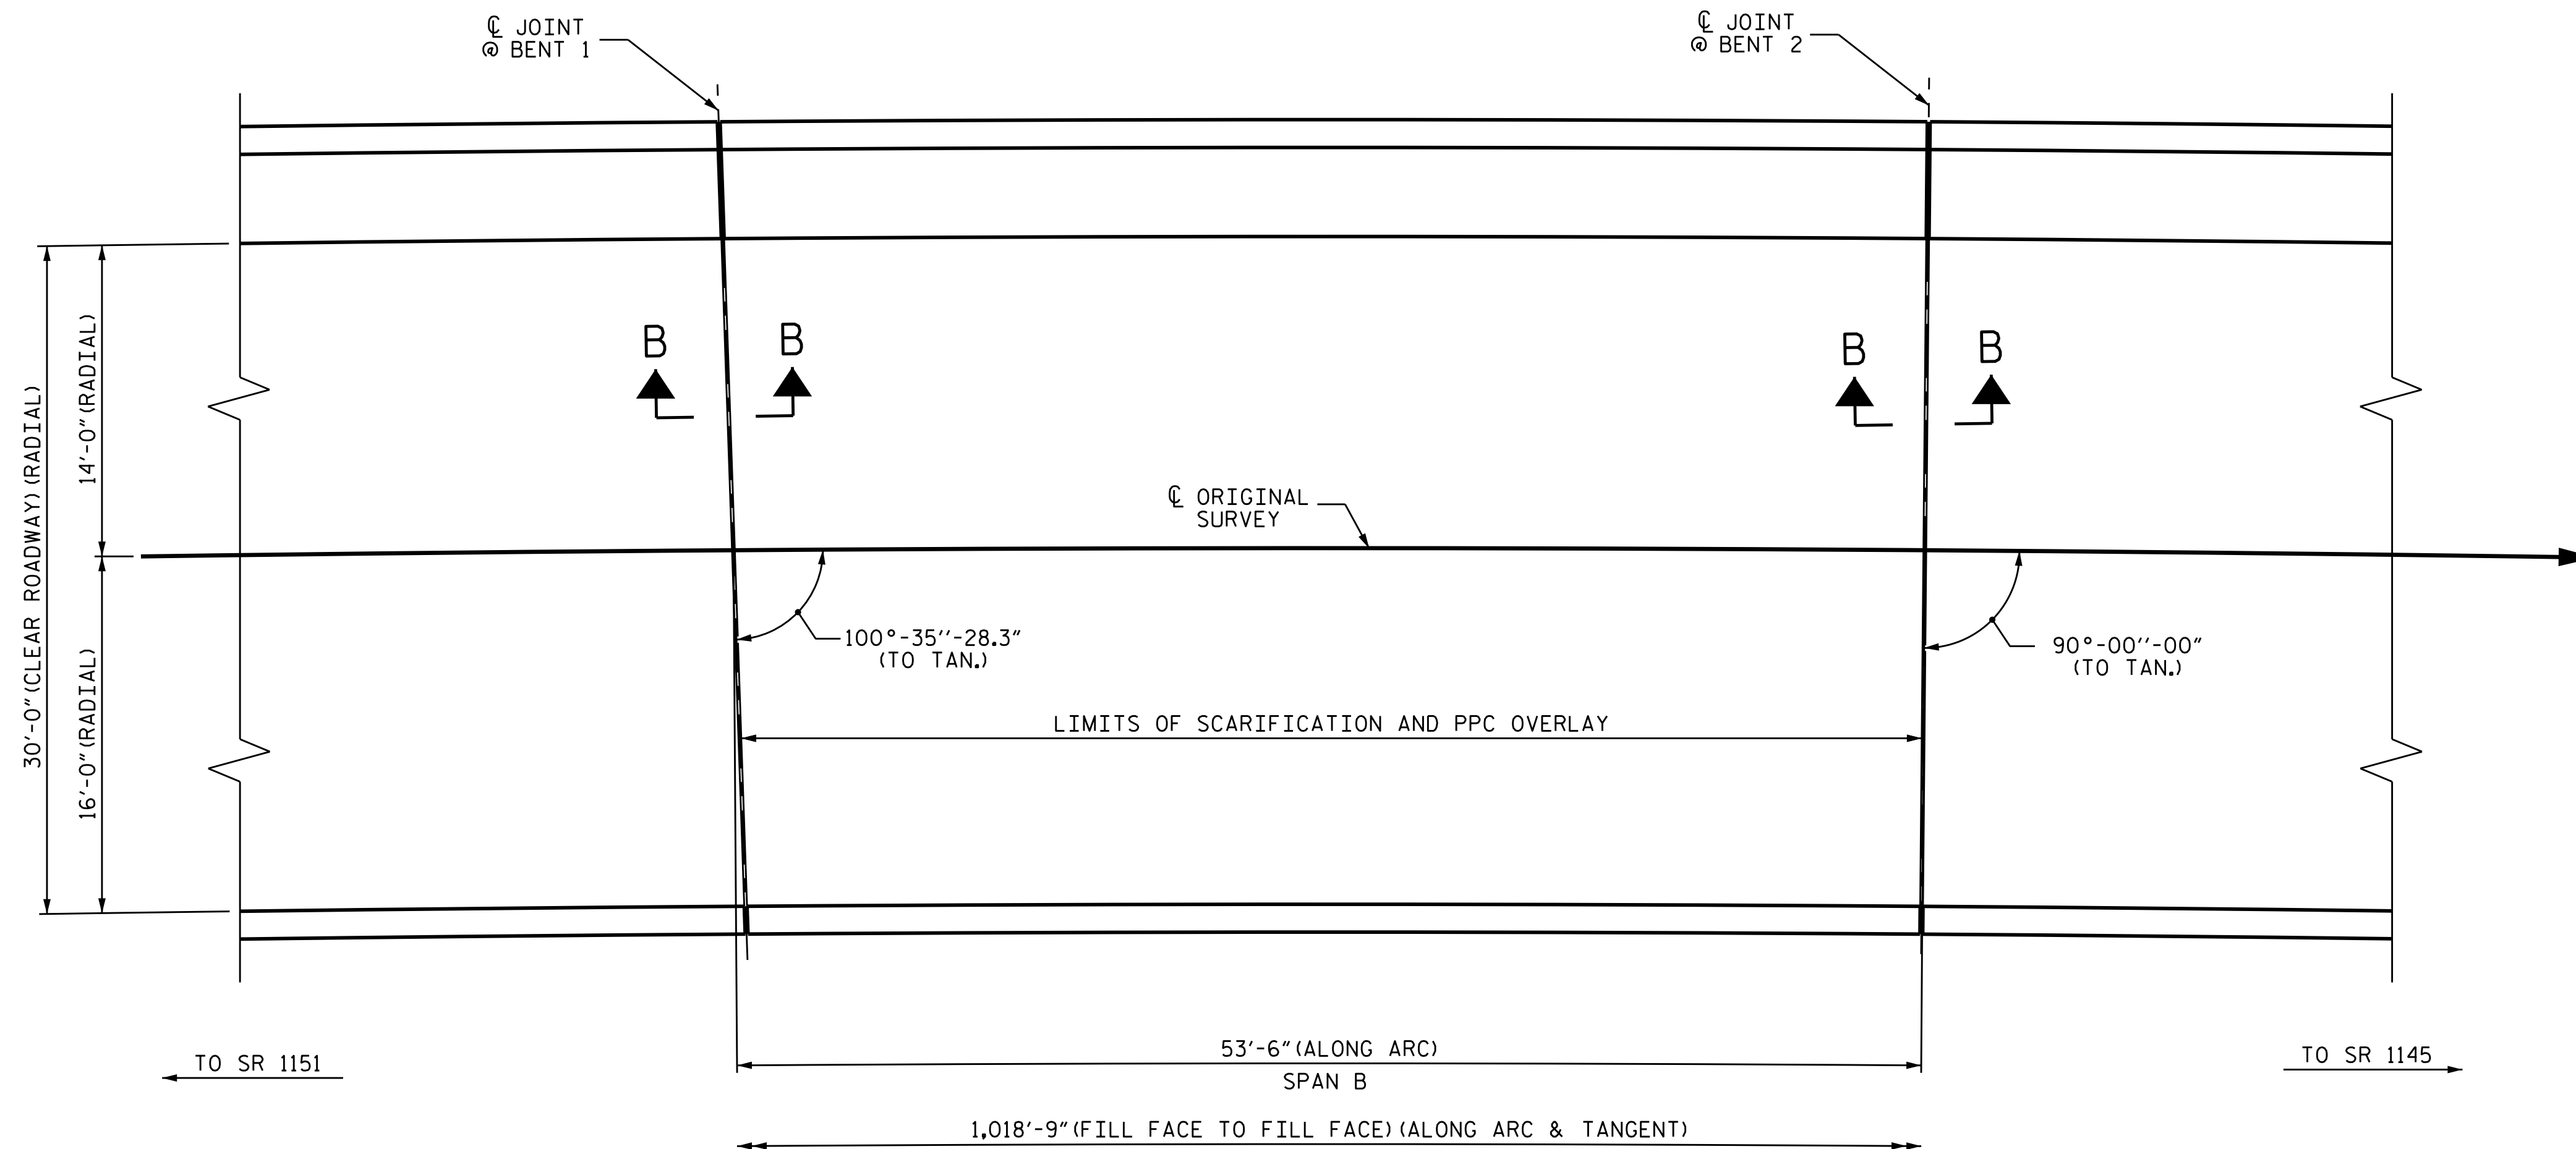 ℄ JOINT
@ BENT 1
℄ JOINT
@ BENT 2
B
B
B
B
30'-0" (CLEAR ROADWAY) (RADIAL)
14'-0" (RADIAL)
16'-0" (RADIAL)
℄ ORIGINAL
SURVEY
100°-35''-28.3"
(TO TAN.)
90°-00''-00"
(TO TAN.)
LIMITS OF SCARIFICATION AND PPC OVERLAY
53'-6" (ALONG ARC)
SPAN B
TO SR 1151
TO SR 1145
1,018'-9" (FILL FACE TO FILL FACE) (ALONG ARC & TANGENT)